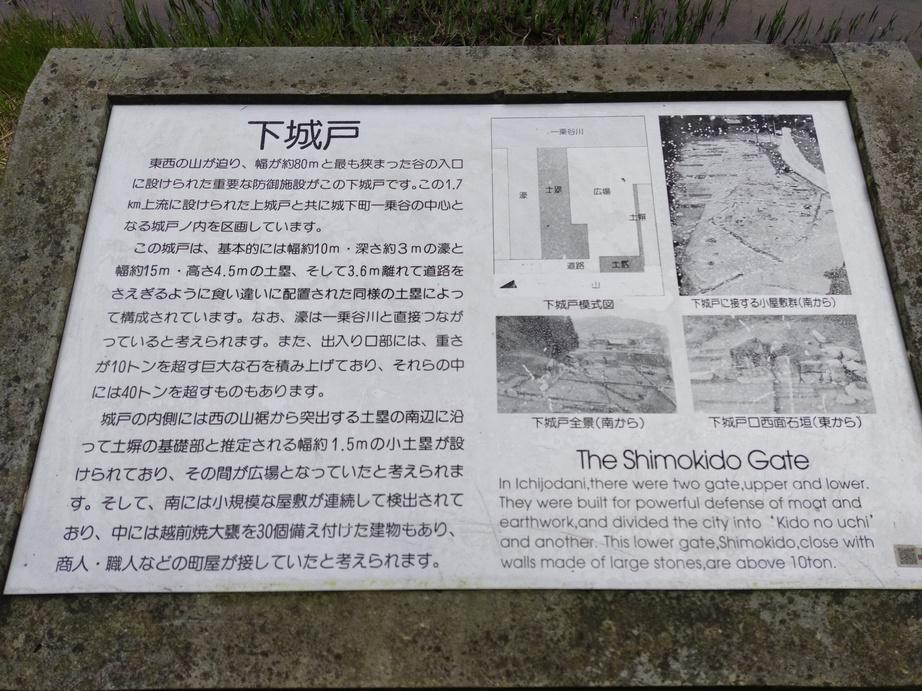 下城戸
東西の山が迫り、幅が約80mと最も狭まった谷の入口
に設けられた重要な防御施設がこの下城戸です。この1.7
km上流に設けられた上城戸と共に城下町一乗谷の中心と
なる城戸ノ内を区画しています。
この城戸は、基本的には幅約10m・深さ約3mの濠と
幅約15m・高さ4.5mの土塁、そして3.6m離れて道路を
さえぎるように食い違いに配置された同様の土塁によっ
て構成されています。なお、濠は一乗谷川と直接つなが
っていると考えられます。また、出入り口部には、重さ
が10トンを超す巨大な石を積み上げており、それらの中
には40トンを超すものもあります。
城戸の内側には西の山裾から突出する土塁の南辺に沿
って土塀の基礎部と推定される幅約1.5mの小土塁が設
けられており、その間が広場となっていたと考えられま
す。そして、南には小規模な屋敷が連続して検出されて
おり、中には越前焼大甕を30個備え付けた建物もあり、
商人・職人などの町屋が接していたと考えられます。
一乗谷川
濠
土塁
広場
土塀
道路
土塁
山
下城戸模式図
下城戸に接する小屋敷群(南から)
下城戸全景(南から)
下城戸口西面石垣(東から)
The Shimokido Gate
In Ichijodani,there were two gate,upper and lower.
They were built for powerful defense of moat and
earthwork,and divided the city into 'Kido no uchi'
and another. This lower gate,Shimokido,close with
walls made of large stones,are above 10ton.